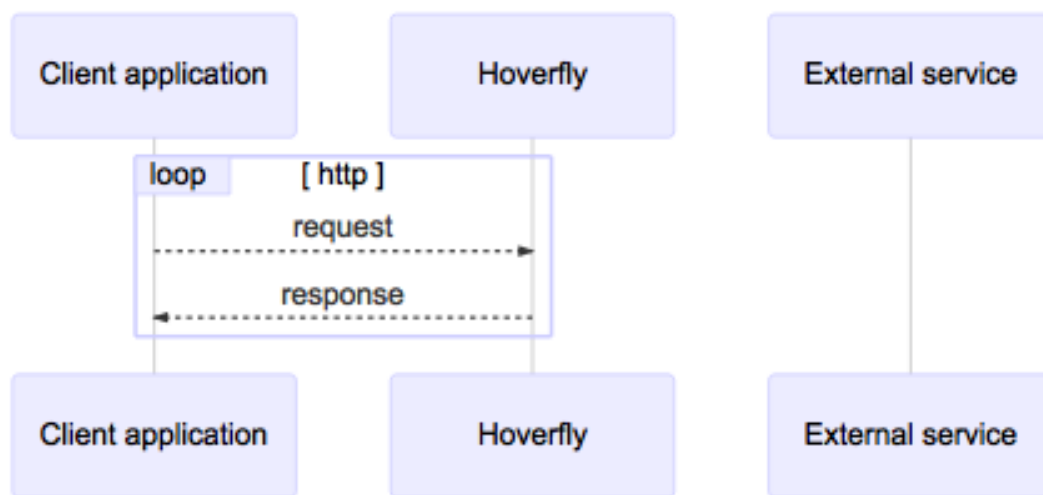 Client application
Hoverfly
External service
loop
[ http ]
request
response
Client application
Hoverfly
External service